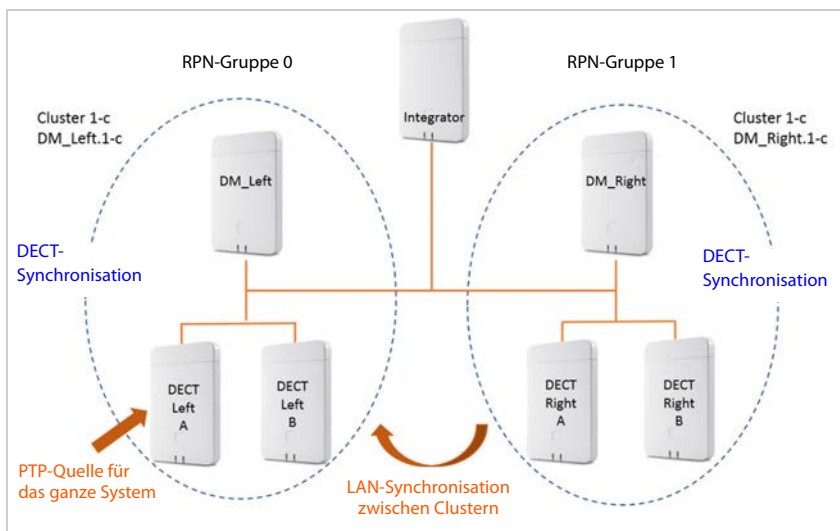 RPN-Gruppe 0
RPN-Gruppe 1
Integrator
Cluster 1-c
DM_Left.1-c
Cluster 1-c
DM_Right.1-c
DM_Left
DM_Right
DECT-
Synchronisation
DECT-
Synchronisation
DECT
Left
A
DECT
Left
B
DECT
Right
A
DECT
Right
B
PTP-Quelle für
das ganze System
LAN-Synchronisation
zwischen Clustern